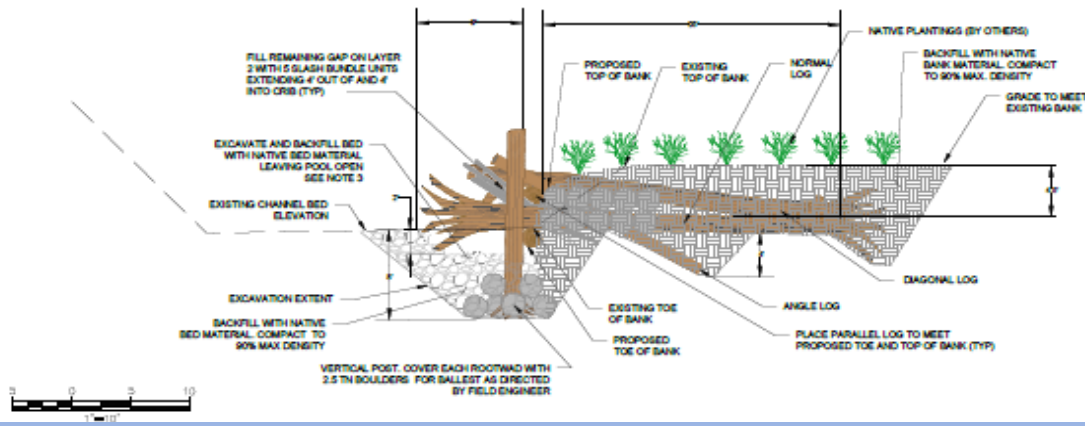 NATIVE PLANTINGS (BY OTHERS)
FILL REMAINING GAP ON LAYER
2 WITH 5 SLASH BUNDLE UNITS
EXTENDING 4' OUT OF AND 4'
INTO CRIB (TYP)
PROPOSED
TOP OF BANK
EXISTING
TOP OF BANK
NORMAL
LOG
BACKFILL WITH NATIVE
BANK MATERIAL. COMPACT
TO 90% MAX. DENSITY
GRADE TO MEET
EXISTING BANK
EXCAVATE AND BACKFILL BED
WITH NATIVE BED MATERIAL
LEAVING POOL OPEN
SEE NOTE 3
EXISTING CHANNEL BED
ELEVATION
DIAGONAL LOG
EXCAVATION EXTENT
ANGLE LOG
EXISTING TOE
OF BANK
BACKFILL WITH NATIVE
BED MATERIAL. COMPACT TO
90% MAX DENSITY
PROPOSED
TOE OF BANK
PLACE PARALLEL LOG TO MEET
PROPOSED TOE AND TOP OF BANK (TYP)
VERTICAL POST. COVER EACH ROOTWAD WITH
2.5 TN BOULDERS FOR BALLEST AS DIRECTED
BY FIELD ENGINEER
5 0 5 10
1"=10'